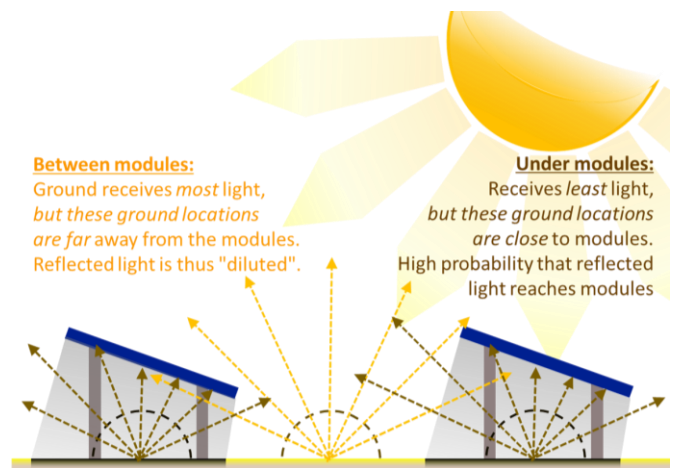 Between modules:
Ground receives most light,
but these ground locations
are far away from the modules.
Reflected light is thus "diluted".
Under modules:
Receives least light,
but these ground locations
are close to modules.
High probability that reflected
light reaches modules